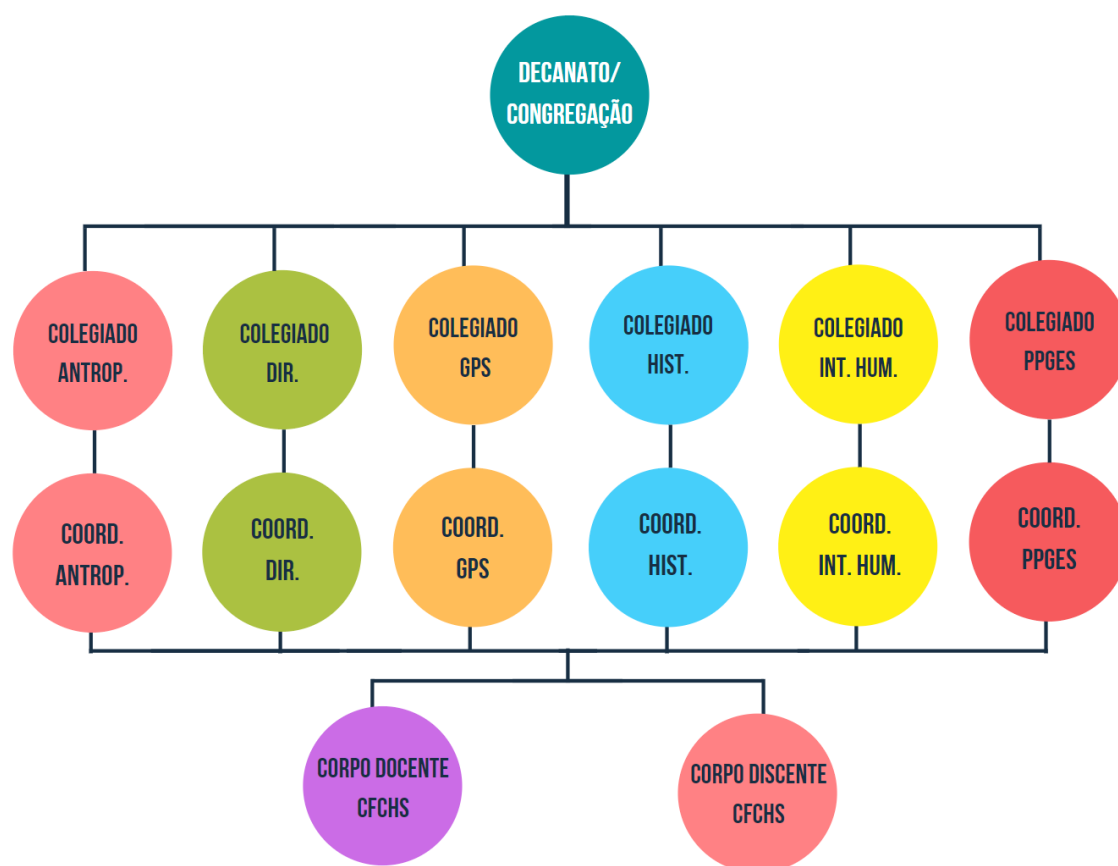 DECANATO/
CONGREGAÇÃO
COLEGIADO
ANTROP.
COLEGIADO
DIR.
COLEGIADO
GPS
COLEGIADO
HIST.
COLEGIADO
INT. HUM.
COLEGIADO
PPGES
COORD.
ANTROP.
COORD.
DIR.
COORD.
GPS
COORD.
HIST.
COORD.
INT. HUM.
COORD.
PPGES
CORPO DOCENTE
CFCHS
CORPO DISCENTE
CFCHS